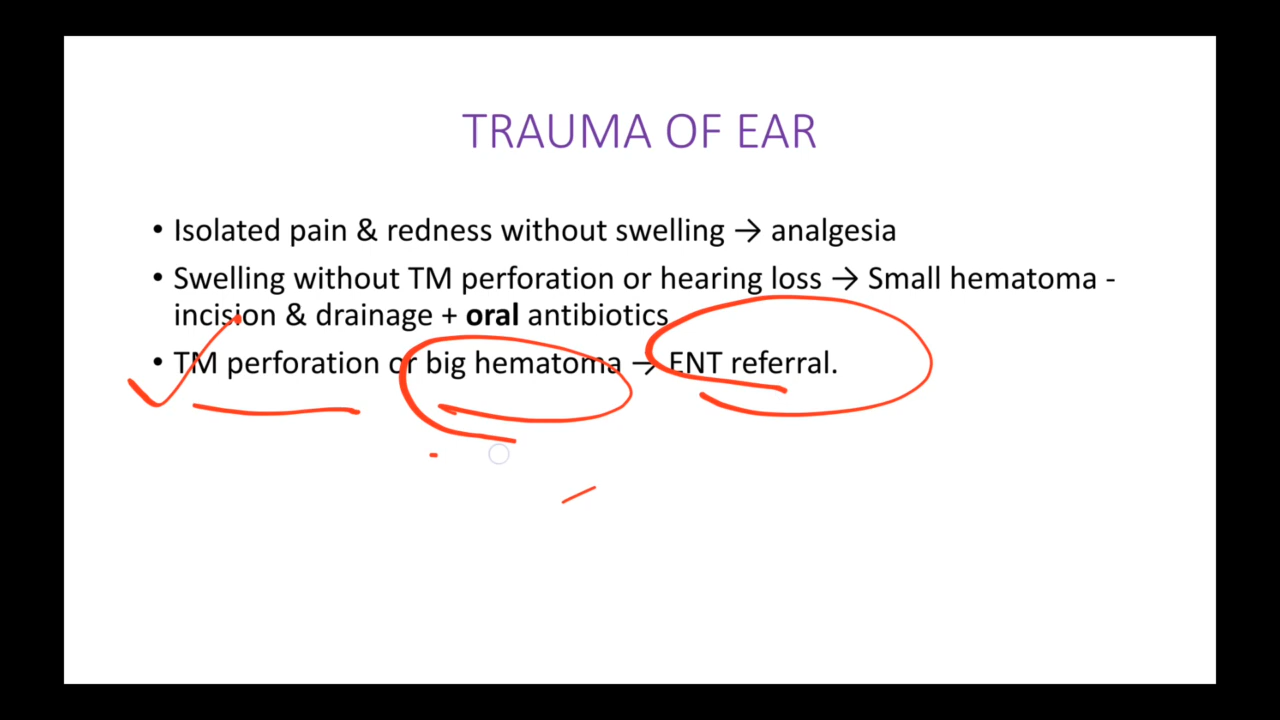 TRAUMA OF EAR
• Isolated pain & redness without swelling → analgesia
• Swelling without TM perforation or hearing loss → Small hematoma -
incision & drainage + oral antibiotics
• TM perforation or big hematoma → ENT referral.